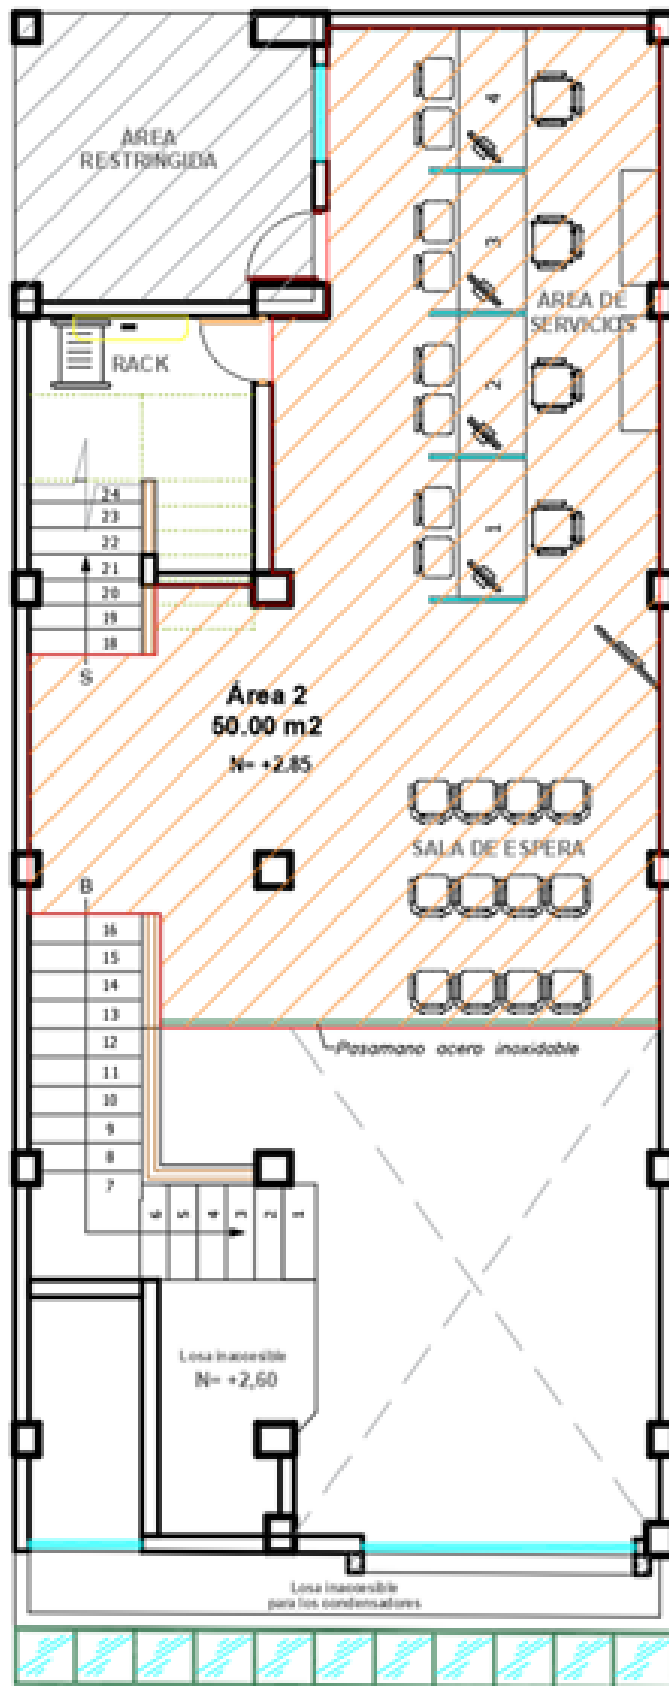 ÁREA
RESTRINGIDA
4
3
ÁREA DE
SERVICIOS
RACK
2
1
24
23
22
21
20
19
18
S
Área 2
50.00 m2
N= +2.85
SALA DE ESPERA
B
16
15
14
13
12
11
10
9
8
7
Pasamano acero inoxidable
6
5
4
3
2
1
Losa inaccesible
N= +2,60
Losa inaccesible
para los condensadores